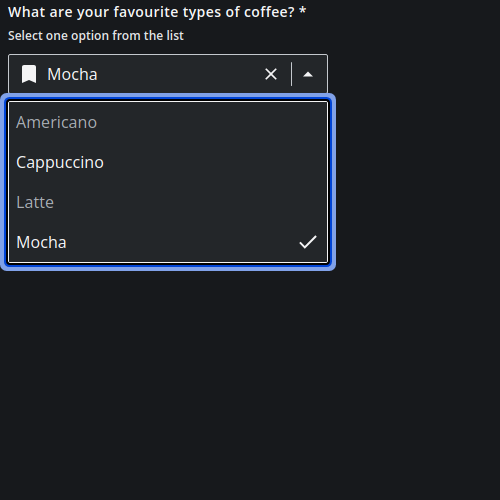 What are your favourite types of coffee? *
Select one option from the list
Mocha
Americano
Cappuccino
Latte
Mocha